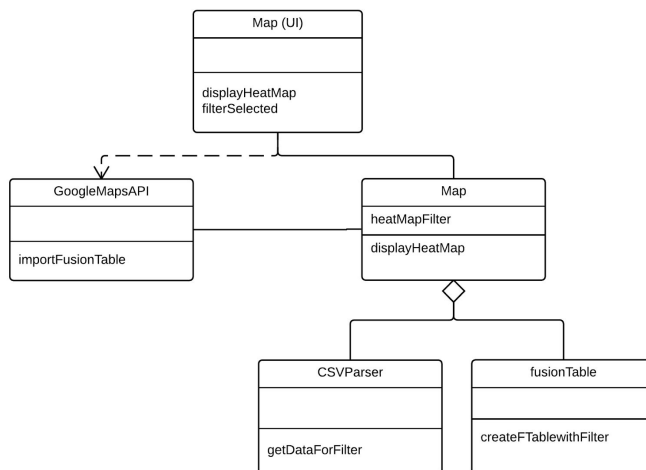 Map (UI)
displayHeatMap
filterSelected
GoogleMapsAPI
importFusionTable
Map
heatMapFilter
displayHeatMap
CSVParser
getDataForFilter
fusionTable
createFTablewithFilter